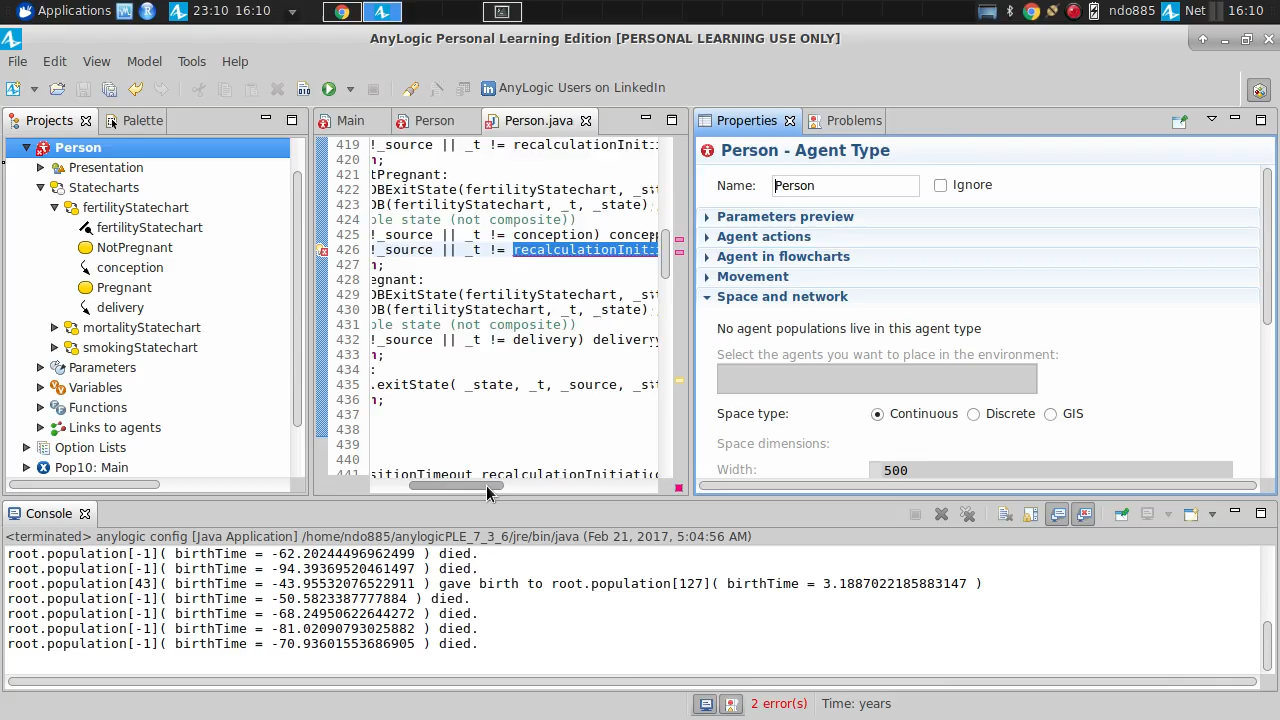 Applications 23:10 16:10 ndo885 Net 16:10
AnyLogic Personal Learning Edition [PERSONAL LEARNING USE ONLY]
File Edit View Model Tools Help
AnyLogic Users on LinkedIn
Projects Palette
Person
Presentation
Statecharts
fertilityStatechart
fertilityStatechart
NotPregnant
conception
Pregnant
delivery
mortalityStatechart
smokingStatechart
Parameters
Variables
Functions
Links to agents
Option Lists
Pop10: Main
Main Person Person.java
419 !_source || _t != recalculationIniti
420 n;
421 tPregnant:
422 OBExitState(fertilityStatechart, _s
423 OB(fertilityStatechart, _t, _state)
424 ple state (not composite))
425 !_source || _t != conception) concep
426 !_source || _t != recalculationIniti
427 n;
428 egnant:
429 OBExitState(fertilityStatechart, _s
430 OB(fertilityStatechart, _t, _state)
431 ple state (not composite))
432 !_source || _t != delivery) delivery
433 n;
434 :
435 .exitState( _state, _t, _source, _s
436 n;
437
438
439
440
441 sitionTimeout recalculationInitiatio
Properties Problems
Person - Agent Type
Name: Person Ignore
Parameters preview
Agent actions
Agent in flowcharts
Movement
Space and network
No agent populations live in this agent type
Select the agents you want to place in the environment:
Space type: Continuous Discrete GIS
Space dimensions:
Width: 500
Console
<terminated> anylogic config [Java Application] /home/ndo885/anylogicPLE_7_3_6/jre/bin/java (Feb 21, 2017, 5:04:56 AM)
root.population[-1]( birthTime = -62.20244496962499 ) died.
root.population[-1]( birthTime = -94.39369520461497 ) died.
root.population[43]( birthTime = -43.95532076522911 ) gave birth to root.population[127]( birthTime = 3.1887022185883147 )
root.population[-1]( birthTime = -50.5823387777884 ) died.
root.population[-1]( birthTime = -68.24950622644272 ) died.
root.population[-1]( birthTime = -81.02090793025882 ) died.
root.population[-1]( birthTime = -70.93601553686905 ) died.
2 error(s) Time: years